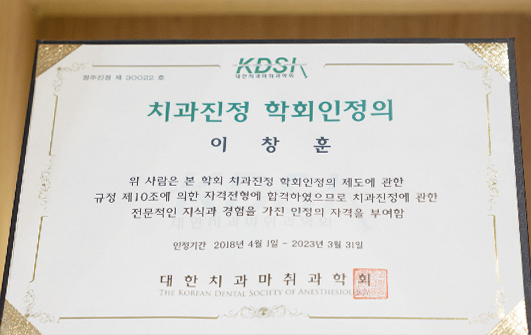 KDSA
대한치과마취과학회
정주진정 제 30022 호
치과진정 학회인정의
이 창 훈
위 사람은 본 학회 치과진정 학회인정의 제도에 관한
규정 제10조에 의한 자격전형에 합격하였으므로 치과진정에 관한
전문적인 지식과 경험을 가진 인정의 자격을 부여함
인정기간 2018년 4월 1일 - 2023년 3월 31일
대한치과마취과학회
THE KOREAN DENTAL SOCIETY OF ANESTHESIOLOGY